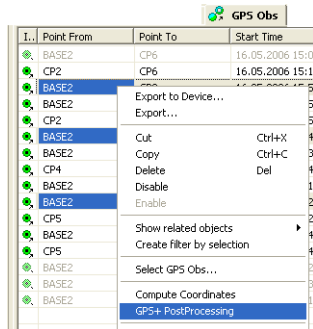 GPS Obs
I.. Point From Point To Start Time
BASE2 CP6 16.05.2006 15:0
CP2 CP6 16.05.2006 15:1
BASE2
BASE2
CP2
BASE2
BASE2
CP4
BASE2
BASE2
CP5
BASE2
CP5
BASE2
BASE2
BASE2
Export to Device...
Export...
Cut Ctrl+X
Copy Ctrl+C
Delete Del
Disable
Enable
Show related objects
Create filter by selection
Select GPS Obs...
Compute Coordinates
GPS+ PostProcessing